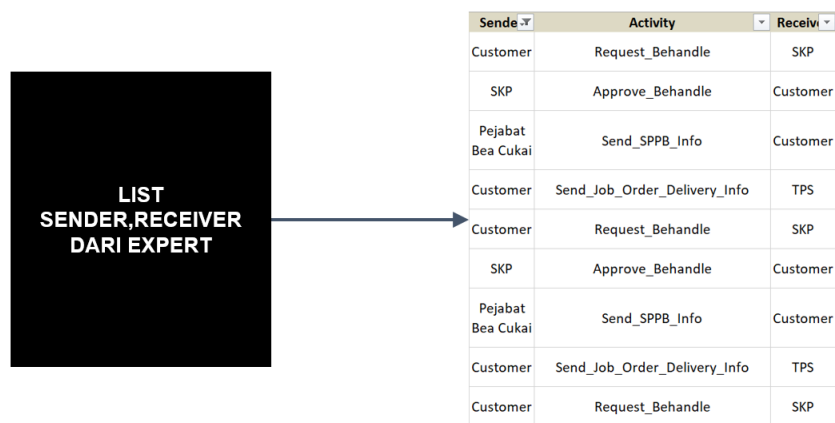 LIST
SENDER,RECEIVER
DARI EXPERT
Sende Activity Receiv
Customer Request_Behandle SKP
SKP Approve_Behandle Customer
Pejabat
Bea Cukai Send_SPPB_Info Customer
Customer Send_Job_Order_Delivery_Info TPS
Customer Request_Behandle SKP
SKP Approve_Behandle Customer
Pejabat
Bea Cukai Send_SPPB_Info Customer
Customer Send_Job_Order_Delivery_Info TPS
Customer Request_Behandle SKP